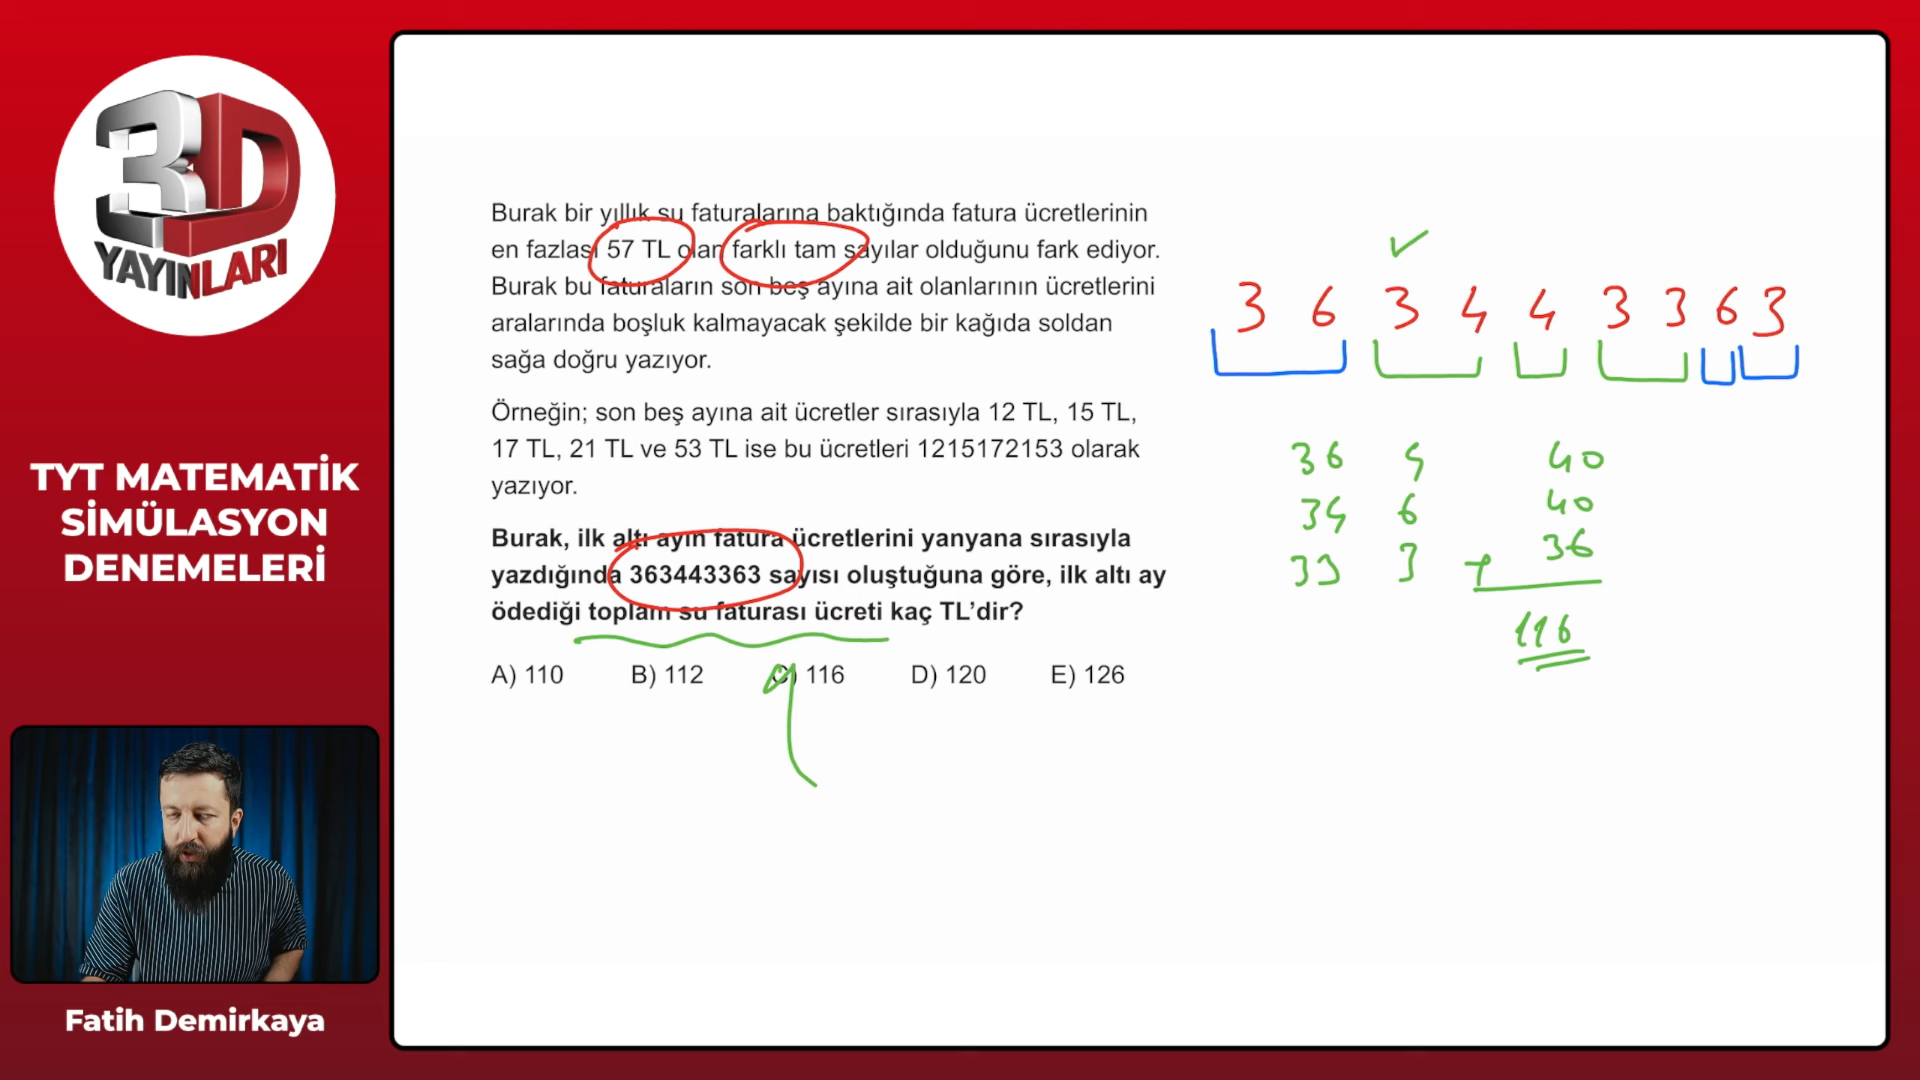 3D
YAYINLARI
TYT MATEMATİK
SİMÜLASYON
DENEMELERİ
Fatih Demirkaya
Burak bir yıllık su faturalarına baktığında fatura ücretlerinin
en fazlası 57 TL olan farklı tam sayılar olduğunu fark ediyor.
Burak bu faturaların son beş ayına ait olanlarının ücretlerini
aralarında boşluk kalmayacak şekilde bir kağıda soldan
sağa doğru yazıyor.
Örneğin; son beş ayına ait ücretler sırasıyla 12 TL, 15 TL,
17 TL, 21 TL ve 53 TL ise bu ücretleri 1215172153 olarak
yazıyor.
Burak, ilk altı ayın fatura ücretlerini yanyana sırasıyla
yazdığında 363443363 sayısı oluştuğuna göre, ilk altı ay
ödediği toplam su faturası ücreti kaç TL'dir?
A) 110 B) 112 C) 116 D) 120 E) 126
3 6 3 4 4 3 3 6 3
36 4 40
34 6 40
33 3 + 36
116